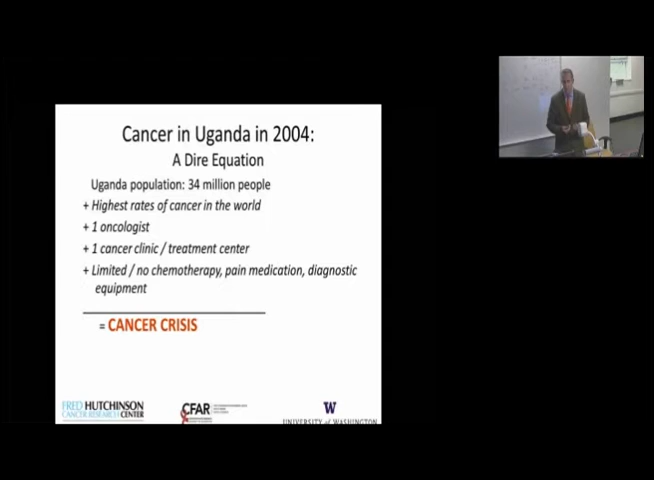 Cancer in Uganda in 2004:
A Dire Equation
Uganda population: 34 million people
+ Highest rates of cancer in the world
+ 1 oncologist
+ 1 cancer clinic / treatment center
+ Limited / no chemotherapy, pain medication, diagnostic
equipment
= CANCER CRISIS
FRED HUTCHINSON
CANCER RESEARCH CENTER
CFAR
W
UNIVERSITY of WASHINGTON